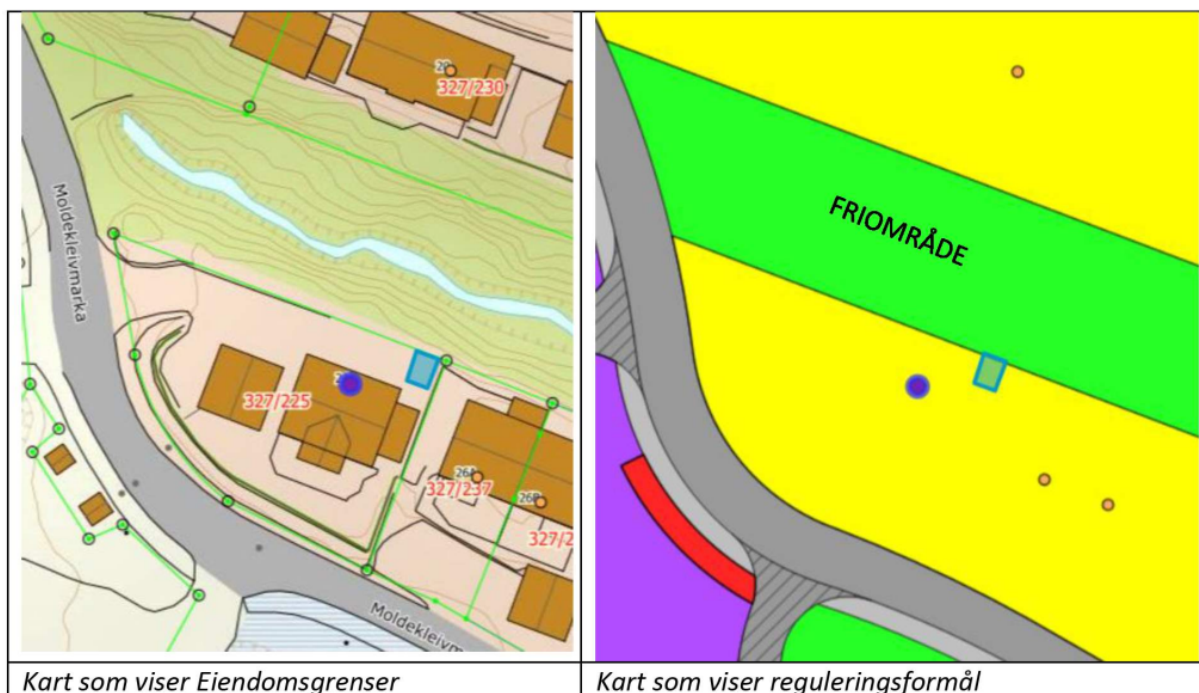 29
327/230
Moldekleivmarka
327/225
26A
327/237
26B
327/2
Moldekleivm
FRIOMRÅDE
Kart som viser Eiendomsgrenser
Kart som viser reguleringsformål